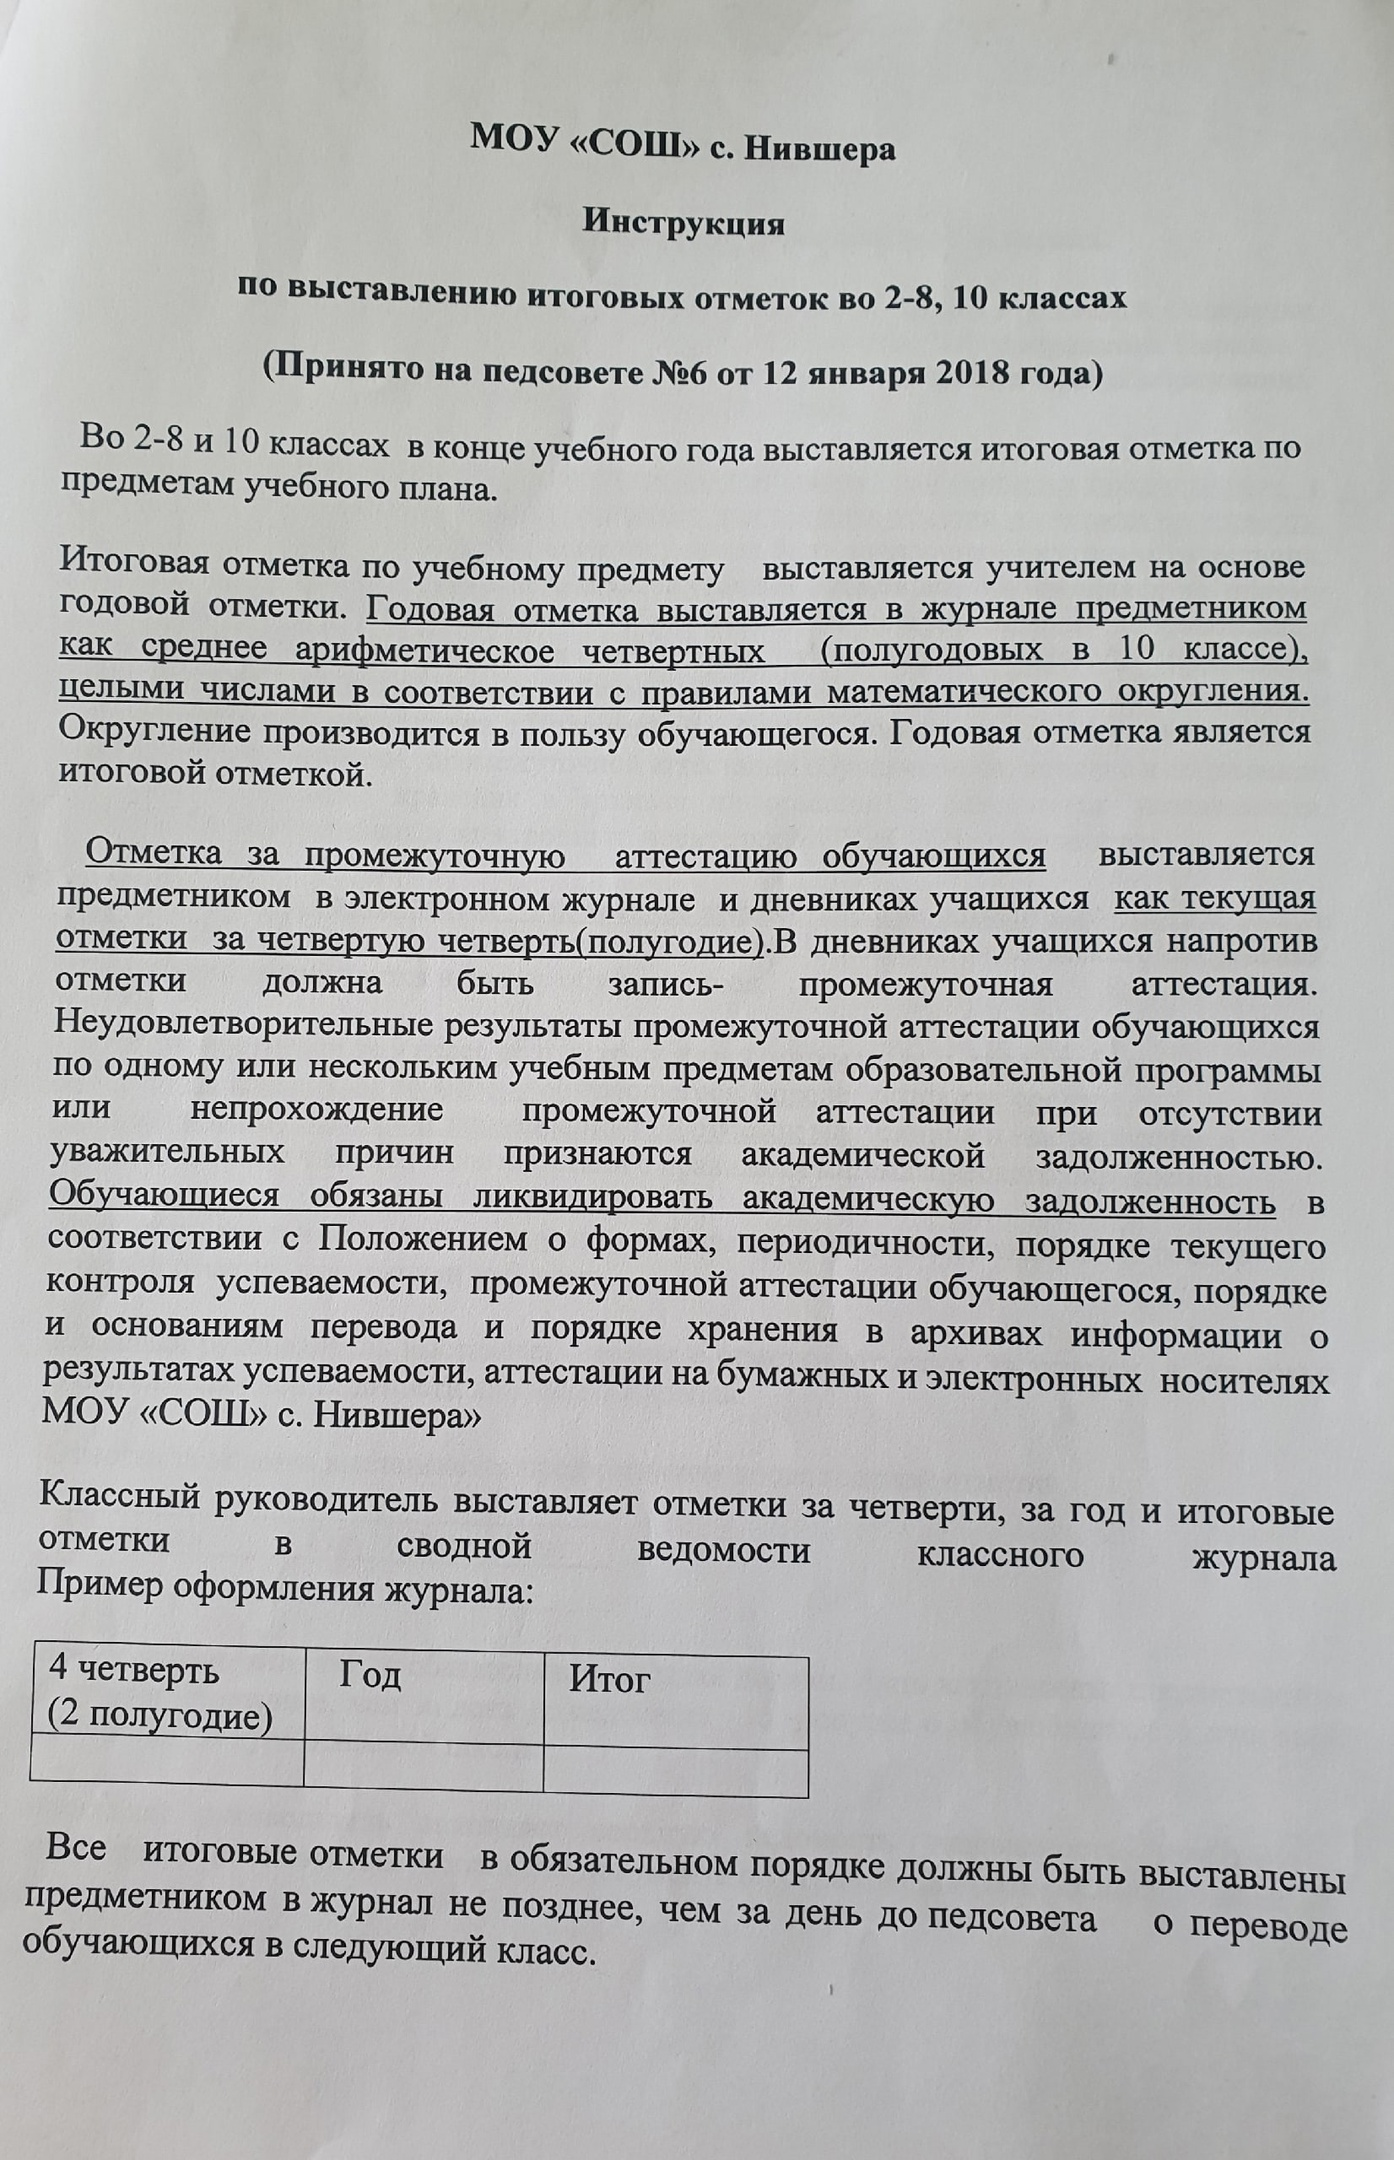 МОУ «СОШ» с. Нившера
Инструкция
по выставлению итоговых отметок во 2-8, 10 классах
(Принято на педсовете №6 от 12 января 2018 года)
Во 2-8 и 10 классах в конце учебного года выставляется итоговая отметка по
предметам учебного плана.
Итоговая отметка по учебному предмету выставляется учителем на основе
годовой отметки. Годовая отметка выставляется в журнале предметником
как среднее арифметическое четвертных (полугодовых в 10 классе),
целыми числами в соответствии с правилами математического округления.
Округление производится в пользу обучающегося. Годовая отметка является
итоговой отметкой.
Отметка за промежуточную аттестацию обучающихся выставляется
предметником в электронном журнале и дневниках учащихся как текущая
отметки за четвертую четверть(полугодие).В дневниках учащихся напротив
отметки должна быть запись- промежуточная аттестация.
Неудовлетворительные результаты промежуточной аттестации обучающихся
по одному или нескольким учебным предметам образовательной программы
или непрохождение промежуточной аттестации при отсутствии
уважительных причин признаются академической задолженностью.
Обучающиеся обязаны ликвидировать академическую задолженность в
соответствии с Положением о формах, периодичности, порядке текущего
контроля успеваемости, промежуточной аттестации обучающегося, порядке
и основаниям перевода и порядке хранения в архивах информации о
результатах успеваемости, аттестации на бумажных и электронных носителях
МОУ «СОШ» с. Нившера»
Классный руководитель выставляет отметки за четверти, за год и итоговые
отметки в сводной ведомости классного журнала
Пример оформления журнала:
4 четверть Год Итог
(2 полугодие)
Все итоговые отметки в обязательном порядке должны быть выставлены
предметником в журнал не позднее, чем за день до педсовета о переводе
обучающихся в следующий класс.